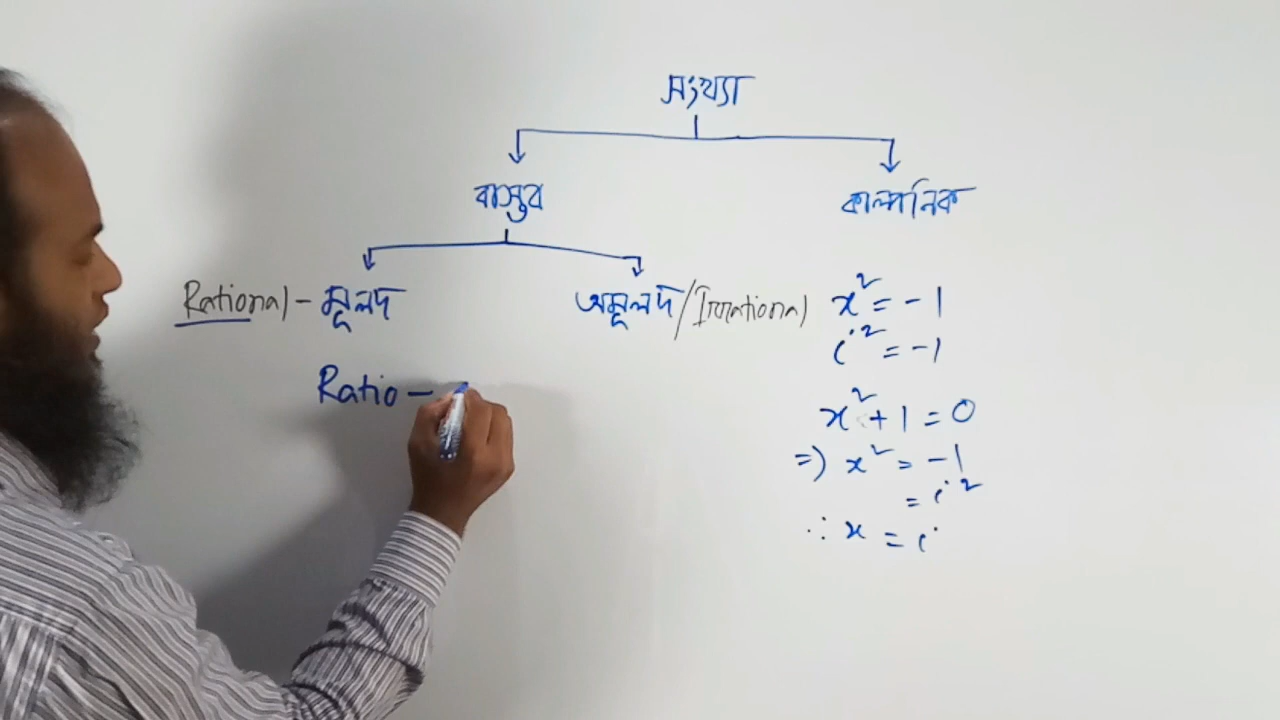 সংখ্যা
বাস্তব
কাল্পনিক
Rational - মূলদ
অমূলদ/Irrational
Ratio -
x² = -1
i² = -1
x² + 1 = 0
=) x² = -1
= i²
∴ x = i